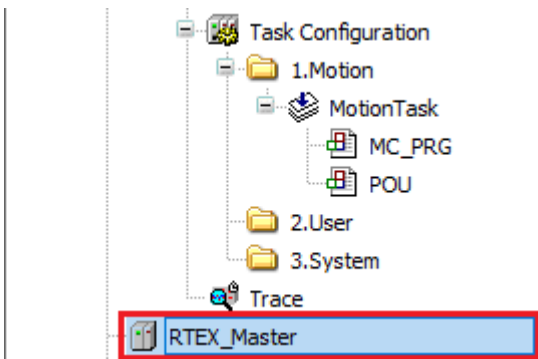 Task Configuration
1.Motion
MotionTask
MC_PRG
POU
2.User
3.System
Trace
RTEX_Master